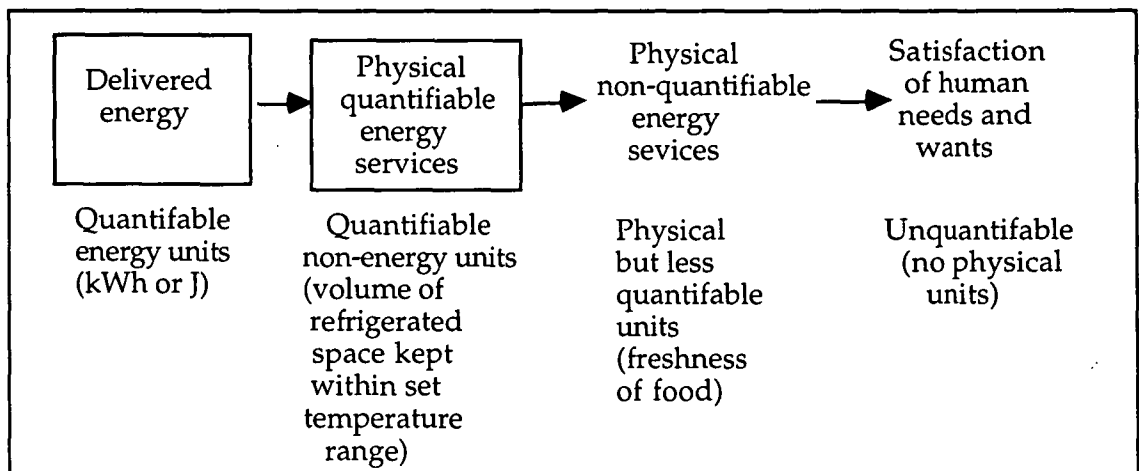 Delivered
energy
Physical
quantifiable
energy
services
Physical
non-quantifiable
energy
sevices
Satisfaction
of human
needs and
wants
Quantifable
energy units
(kWh or J)
Quantifiable
non-energy units
(volume of
refrigerated
space kept
within set
temperature
range)
Physical
but less
quantifable
units
(freshness
of food)
Unquantifable
(no physical
units)